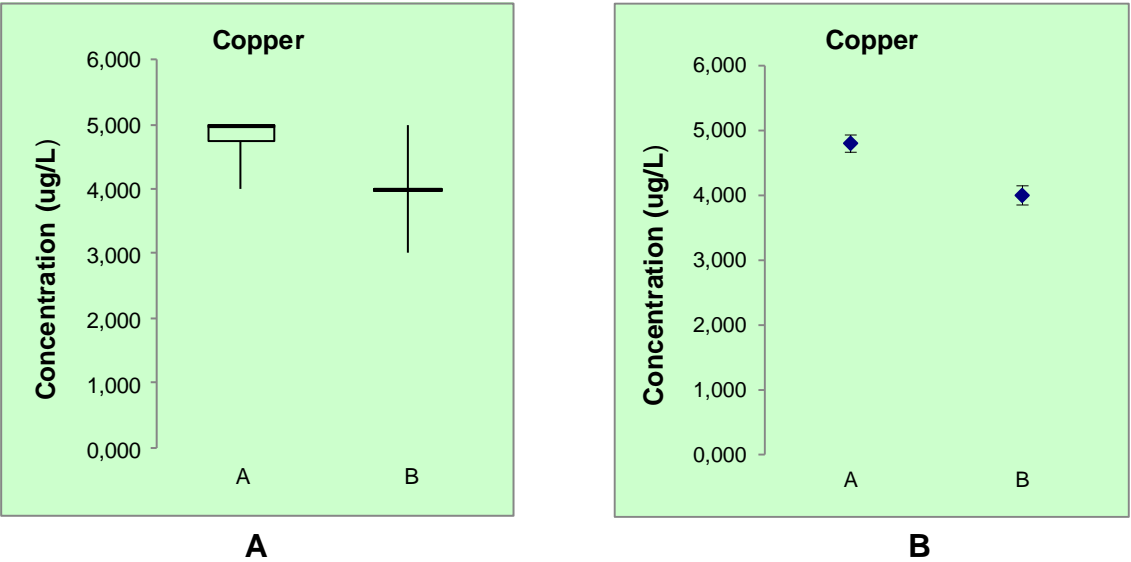 Copper
6,000
5,000
4,000
3,000
2,000
1,000
0,000
Concentration (ug/L)
A
B
A
Copper
6,000
5,000
4,000
3,000
2,000
1,000
0,000
Concentration (ug/L)
A
B
B